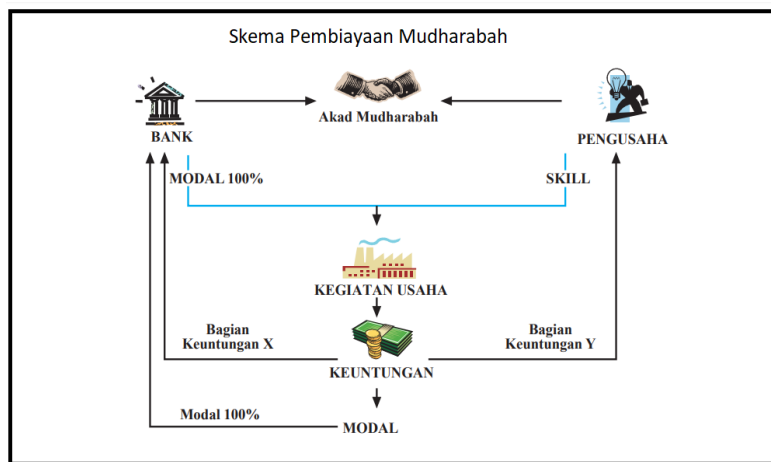 Skema Pembiayaan Mudharabah
Akad Mudharabah
BANK
PENGUSAHA
MODAL 100%
SKILL
KEGIATAN USAHA
Bagian
Keuntungan X
Bagian
Keuntungan Y
KEUNTUNGAN
Modal 100%
MODAL